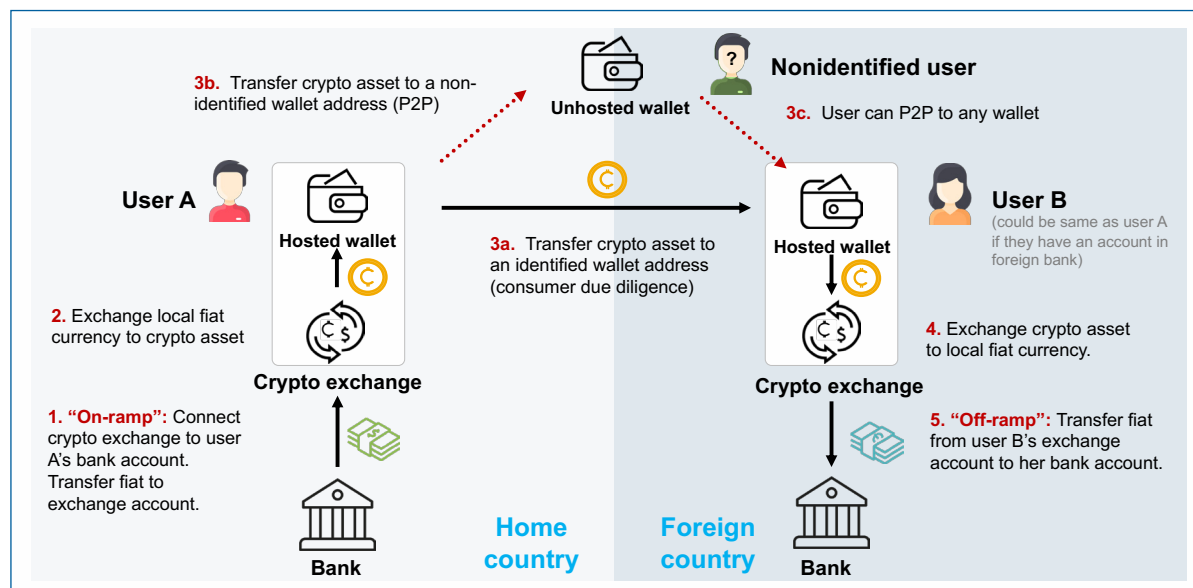 3b. Transfer crypto asset to a non-
identified wallet address (P2P)
Unhosted wallet
?
Nonidentified user
3c. User can P2P to any wallet
User A
Hosted wallet
₵
3a. Transfer crypto asset to
an identified wallet address
(consumer due diligence)
Hosted wallet
User B
(could be same as user A
if they have an account in
foreign bank)
2. Exchange local fiat
currency to crypto asset
₵
₵ $
Crypto exchange
₵
₵ $
Crypto exchange
4. Exchange crypto asset
to local fiat currency.
1. “On-ramp”: Connect
crypto exchange to user
A’s bank account.
Transfer fiat to
exchange account.
$
Bank
€
5. “Off-ramp”: Transfer fiat
from user B’s exchange
account to her bank account.
Bank
Home
country
Foreign
country